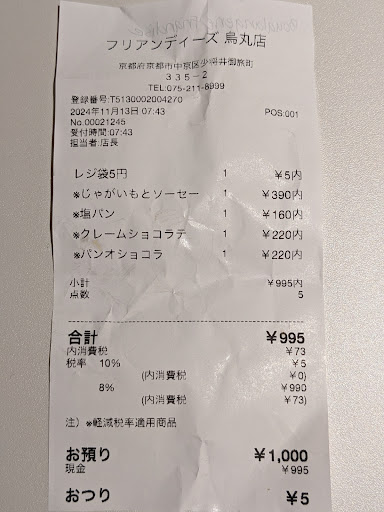 フリアンディーズ 烏丸店
京都府京都市中京区少将井御旅町
335-2
TEL:075-211-8999
登録番号:T5130002004270
2024年11月13日 07:43 POS:001
No.00021245
受付時間:07:43
担当者:店長
レジ袋5円 1 ¥5内
※じゃがいもとソーセー 1 ¥390内
※塩パン 1 ¥160内
※クレームショコラテ 1 ¥220内
※パンオショコラ 1 ¥220内
小計 ¥995内
点数 5
合計 ¥995
内消費税 ¥73
税率 10% ¥5
(内消費税 ¥0)
8% ¥990
(内消費税 ¥73)
注) ※軽減税率適用商品
お預り ¥1,000
現金 ¥995
おつり ¥5